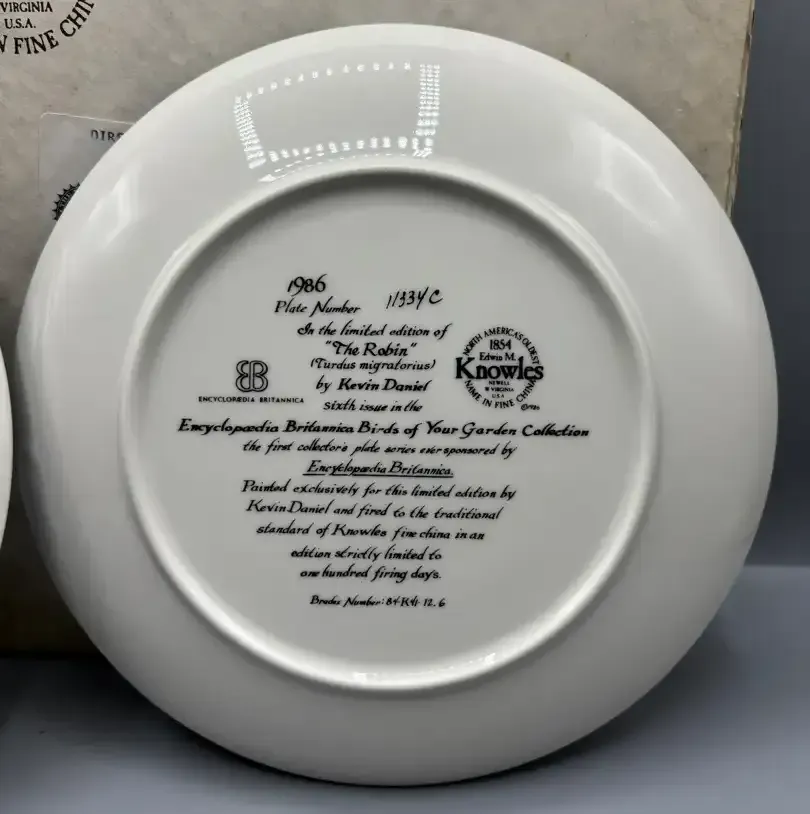 VIRGINIA
U.S.A.
FINE CHI
1986
Plate Number 11334C
In the limited edition of
"The Robin"
(Turdus migratorius)
by Kevin Daniel
sixth issue in the
ENCYCLOPÆDIA BRITANNICA
NORTH AMERICA'S OLDEST
1854
Edwin M.
Knowles
NEWELL
W VIRGINIA
U.S.A.
NAME IN FINE CHINA
©1986
Encyclopædia Britannica Birds of Your Garden Collection
the first collector's plate series ever sponsored by
Encyclopædia Britannica.
Painted exclusively for this limited edition by
Kevin Daniel and fired to the traditional
standard of Knowles fine china in an
edition strictly limited to
one hundred firing days.
Bradex Number: 84-K41-12.6